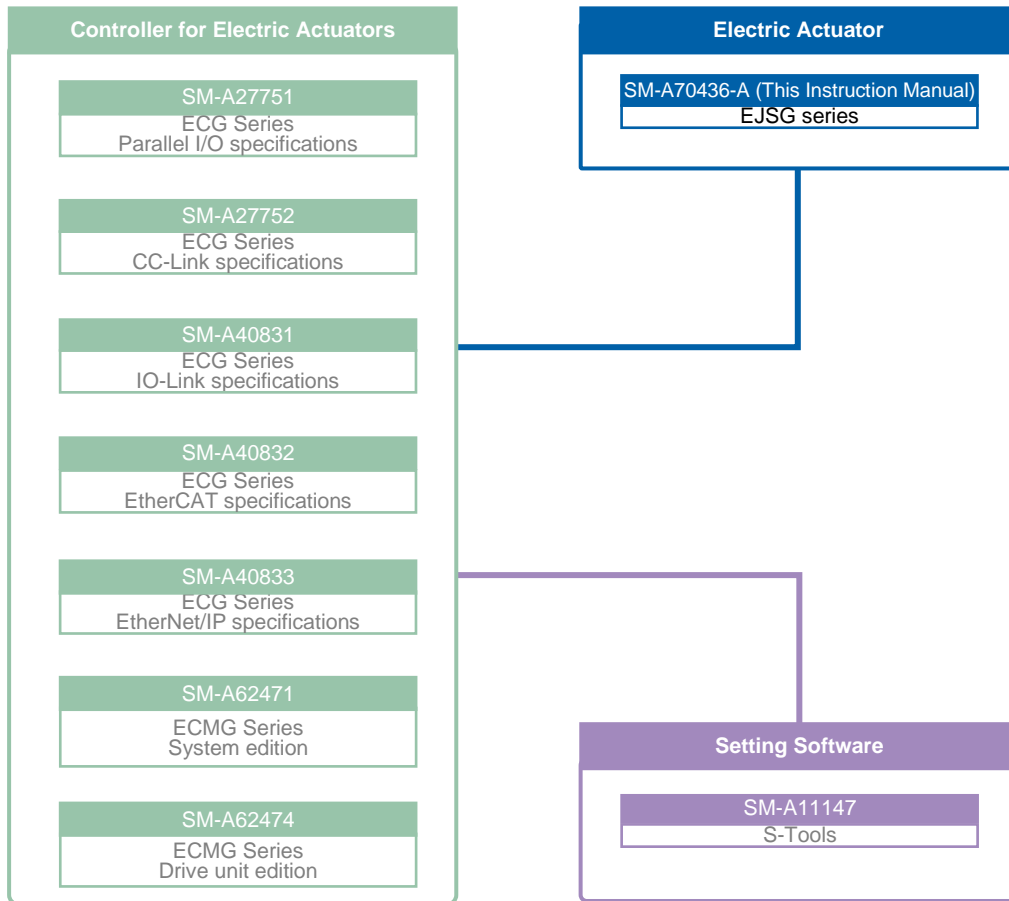 Controller for Electric Actuators
SM-A27751
ECG Series
Parallel I/O specifications
SM-A27752
ECG Series
CC-Link specifications
SM-A40831
ECG Series
IO-Link specifications
SM-A40832
ECG Series
EtherCAT specifications
SM-A40833
ECG Series
EtherNet/IP specifications
SM-A62471
ECMG Series
System edition
SM-A62474
ECMG Series
Drive unit edition
Electric Actuator
SM-A70436-A (This Instruction Manual)
EJSG series
Setting Software
SM-A11147
S-Tools